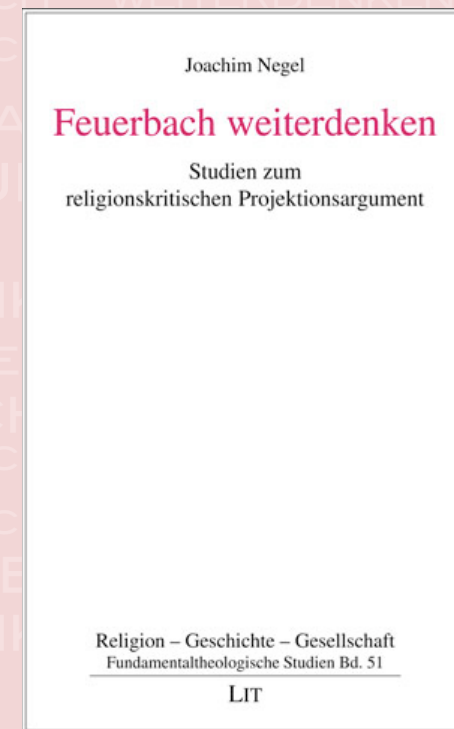 Joachim Negel
Feuerbach weiterdenken
Studien zum
religionskritischen Projektionsargument
Religion – Geschichte – Gesellschaft
Fundamentaltheologische Studien Bd. 51
LIT